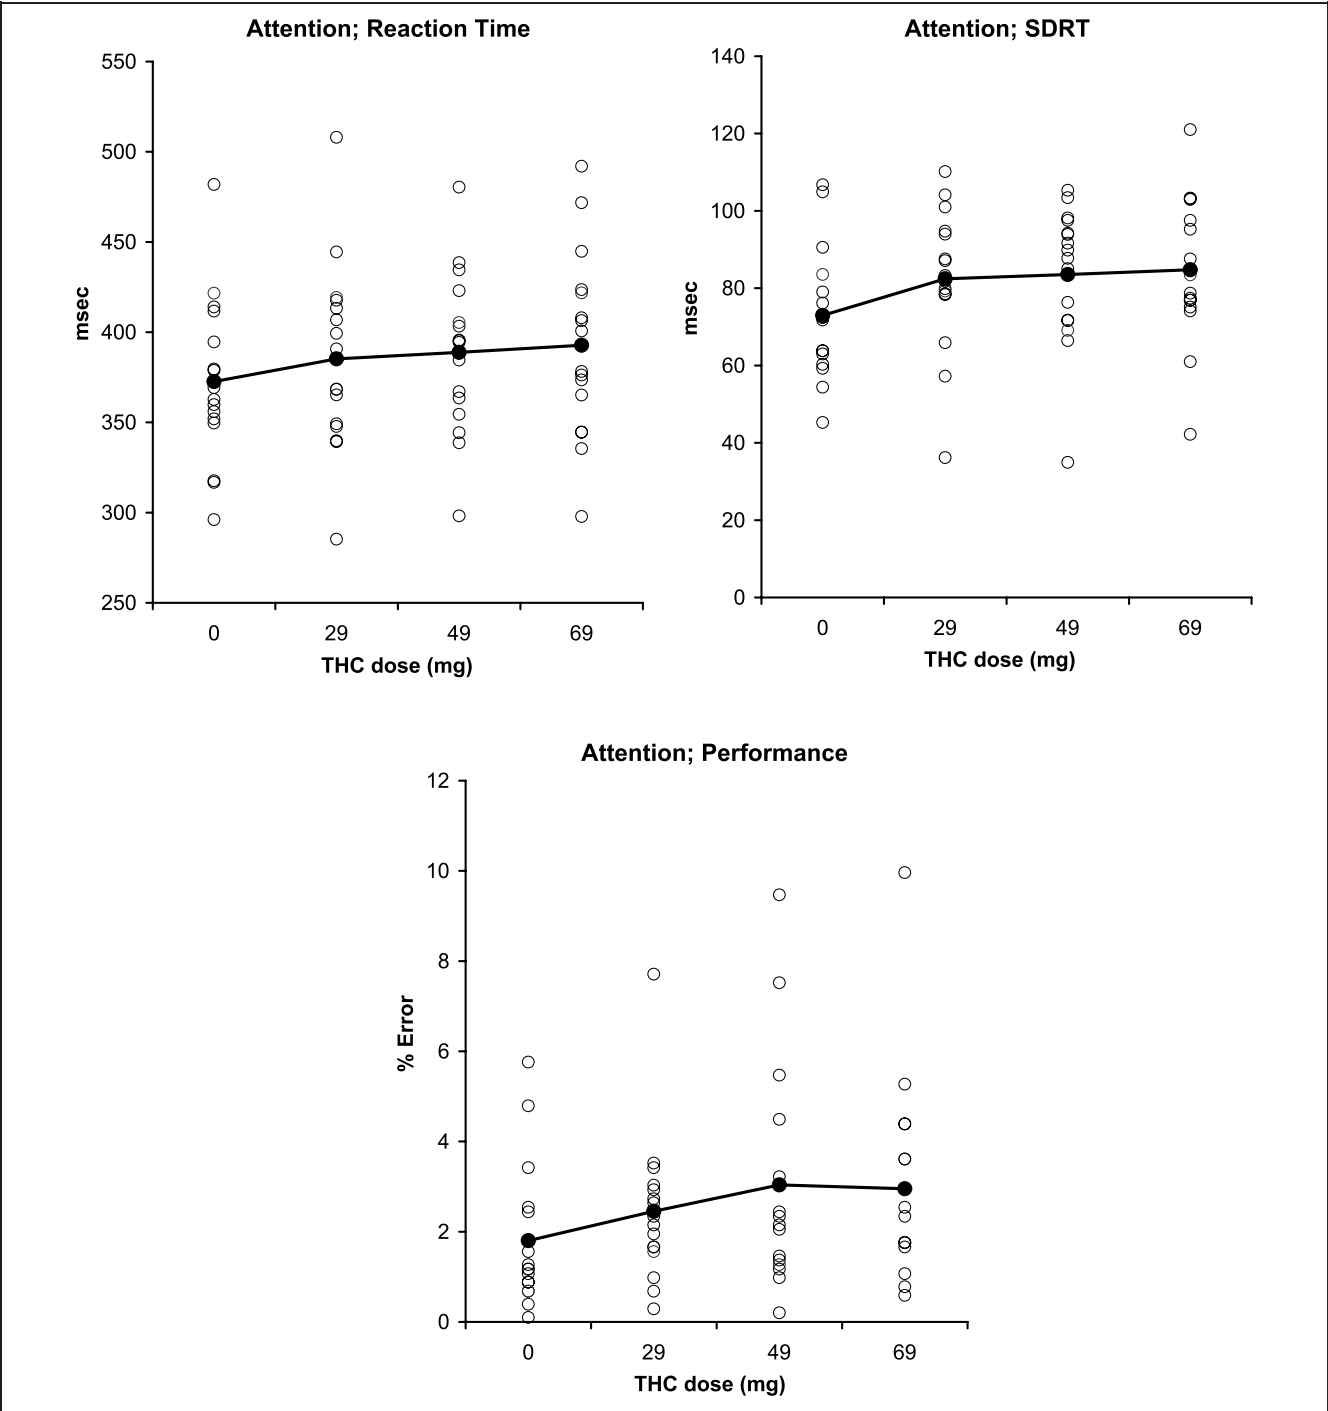 Attention; Reaction Time
550
500
450
400
350
300
250
msec
0 29 49 69
THC dose (mg)
Attention; SDRT
140
120
100
80
60
40
20
0
msec
0 29 49 69
THC dose (mg)
Attention; Performance
12
10
8
6
4
2
0
% Error
0 29 49 69
THC dose (mg)